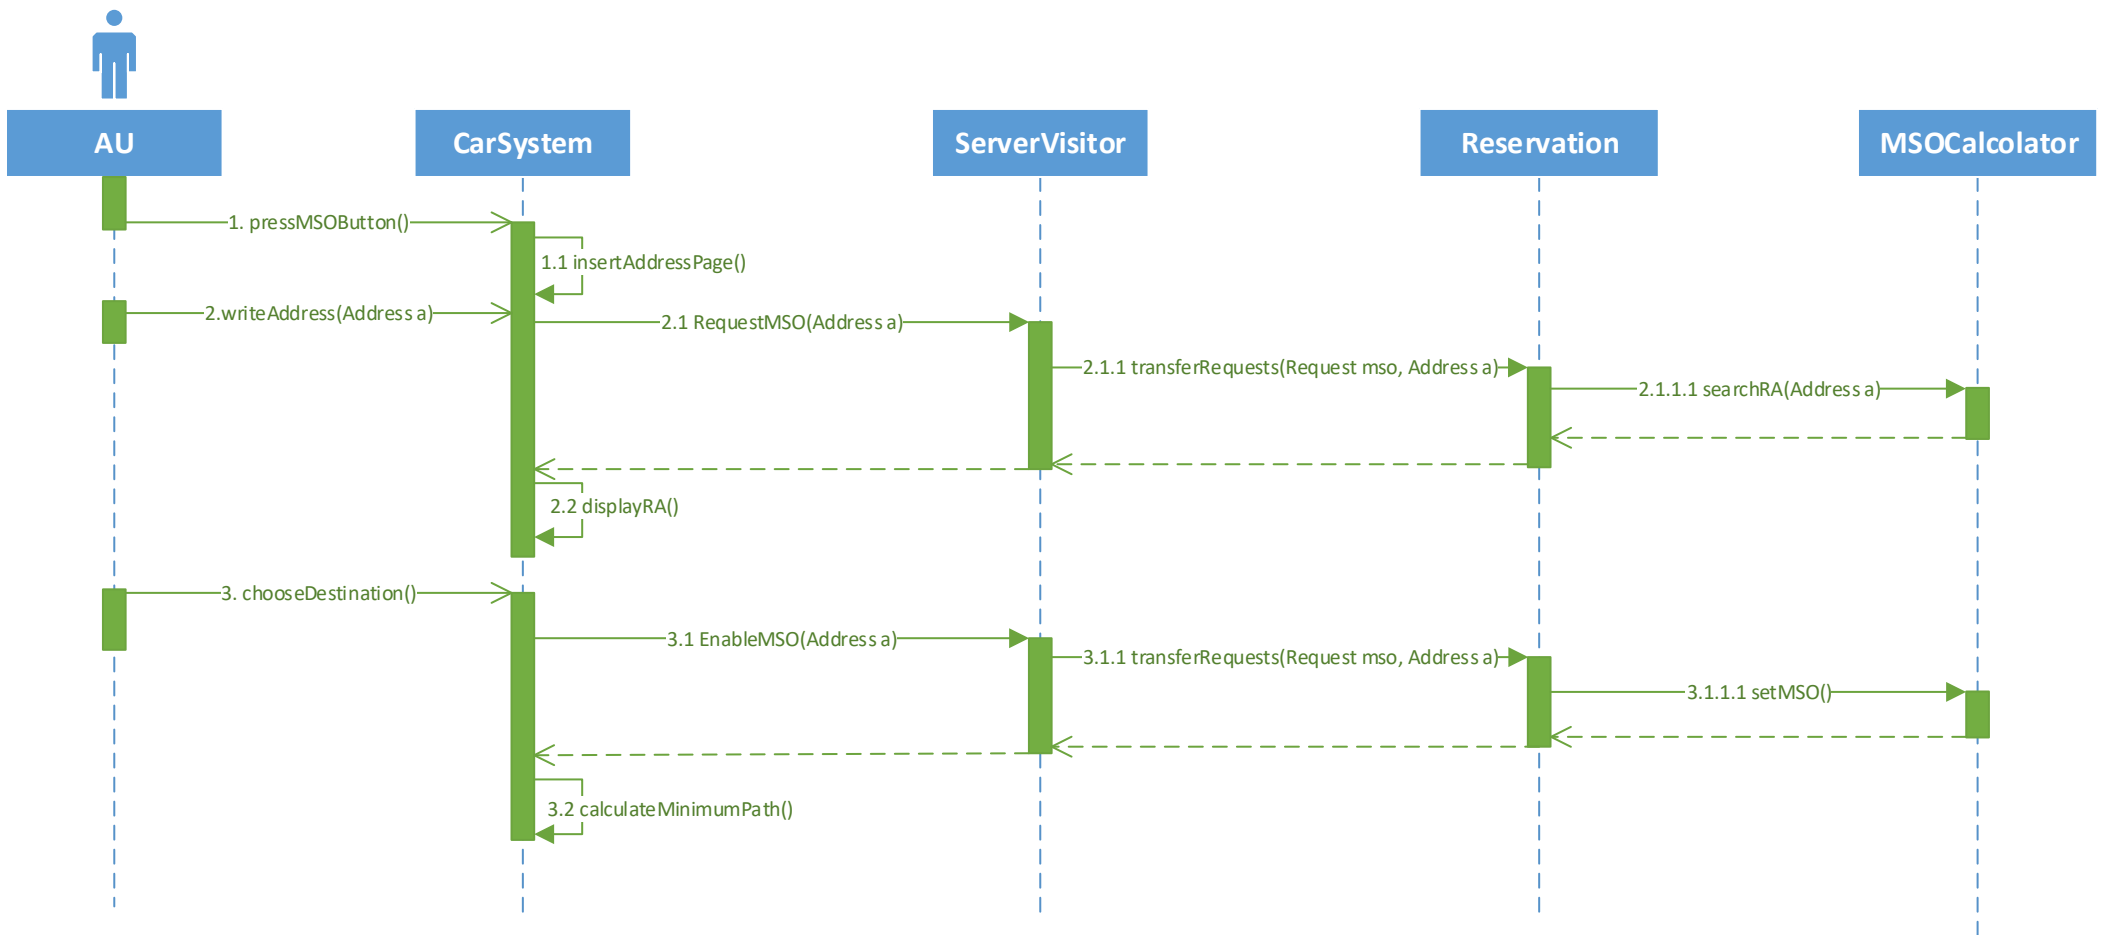 AU
CarSystem
ServerVisitor
Reservation
MSOCalcolator
1. pressMSOButton()
1.1 insertAddressPage()
2.writeAddress(Address a)
2.1 RequestMSO(Address a)
2.1.1 transferRequests(Request mso, Address a)
2.1.1.1 searchRA(Address a)
2.2 displayRA()
3. chooseDestination()
3.1 EnableMSO(Address a)
3.1.1 transferRequests(Request mso, Address a)
3.1.1.1 setMSO()
3.2 calculateMinimumPath()